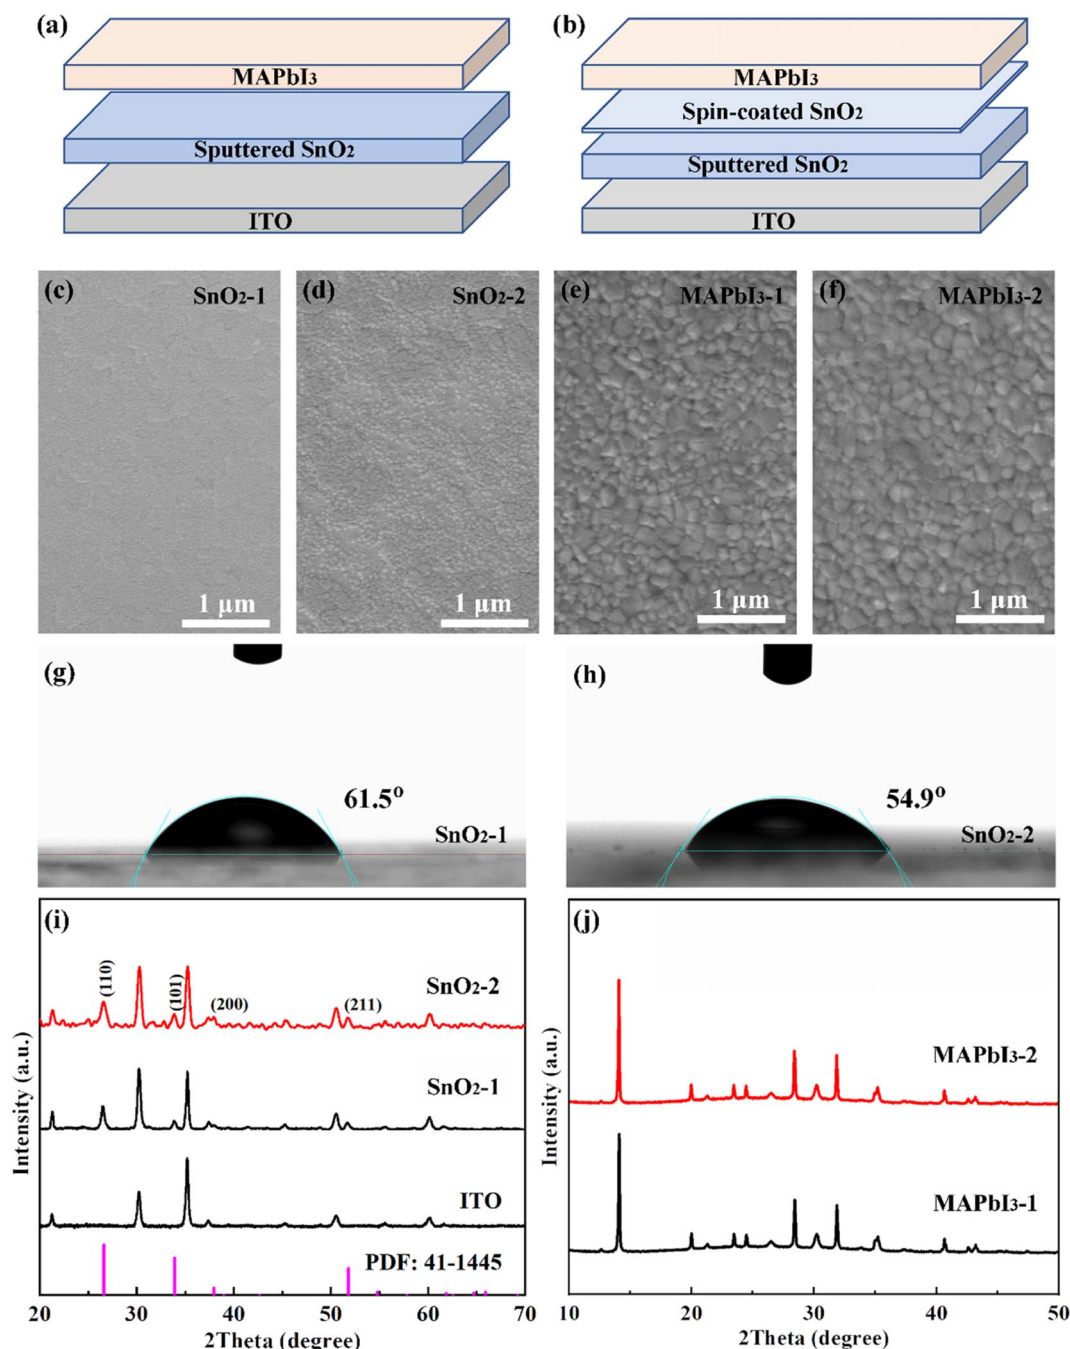 (a)
MAPbI3
Sputtered SnO2
ITO
(b)
MAPbI3
Spin-coated SnO2
Sputtered SnO2
ITO
(c)
SnO2-1
1 µm
(d)
SnO2-2
1 µm
(e)
MAPbI3-1
1 µm
(f)
MAPbI3-2
1 µm
(g)
61.5°
SnO2-1
(h)
54.9°
SnO2-2
(i)
(110)
(101)
(200)
(211)
SnO2-2
SnO2-1
ITO
PDF: 41-1445
Intensity (a.u.)
20 30 40 50 60 70
2Theta (degree)
(j)
MAPbI3-2
MAPbI3-1
Intensity (a.u.)
10 20 30 40 50
2Theta (degree)